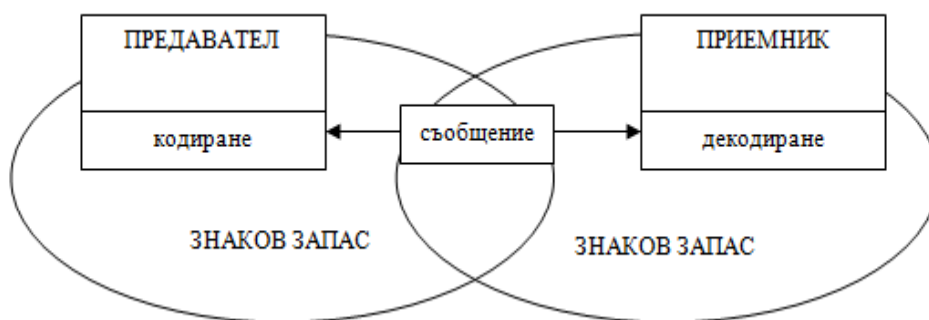 ПРЕДАВАТЕЛ
ПРИЕМНИК
кодиране
съобщение
декодиране
ЗНАКОВ ЗАПАС
ЗНАКОВ ЗАПАС